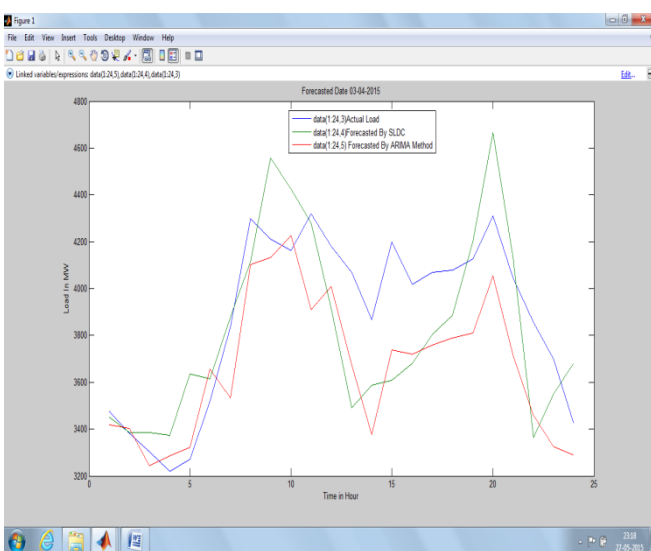 Figure 1
File Edit View Insert Tools Desktop Window Help
Linked variables/expressions: data(1:24,5),data(1:24,4),data(1:24,3)
Edit...
Forecasted Date 03-04-2015
data(1:24,3)Actual Load
data(1:24,4)Forecasted By SLDC
data(1:24,5) Forecasted By ARIMA Method
4800
4600
4400
4200
4000
3800
3600
3400
3200
Load in MW
0 5 10 15 20 25
Time in Hour
23:18
27-05-2015